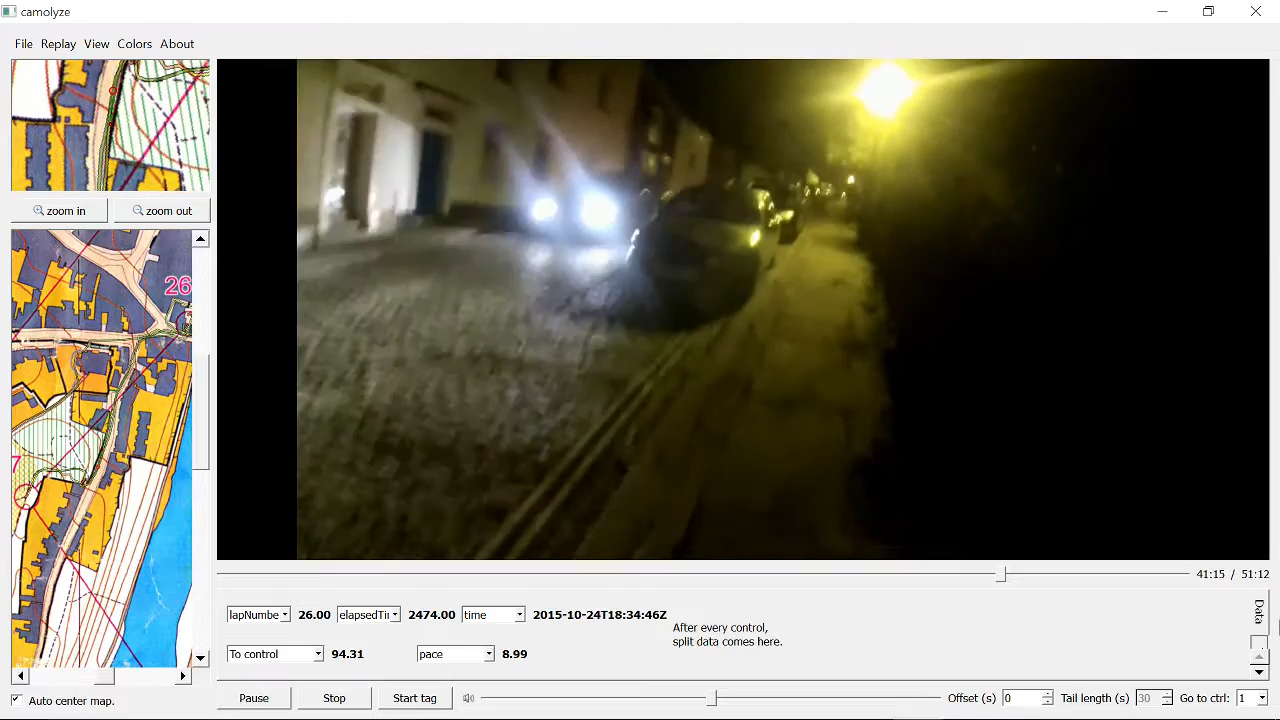 camolyze
File Replay View Colors About
zoom in zoom out
26
7
41:15 / 51:12
lapNumbe 26.00 elapsedTii 2474.00 time 2015-10-24T18:34:46Z
After every control,
split data comes here.
To control 94.31 pace 8.99
Data
Auto center map.
Pause Stop Start tag Offset (s) 0 Tail length (s) 30 Go to ctrl: 1